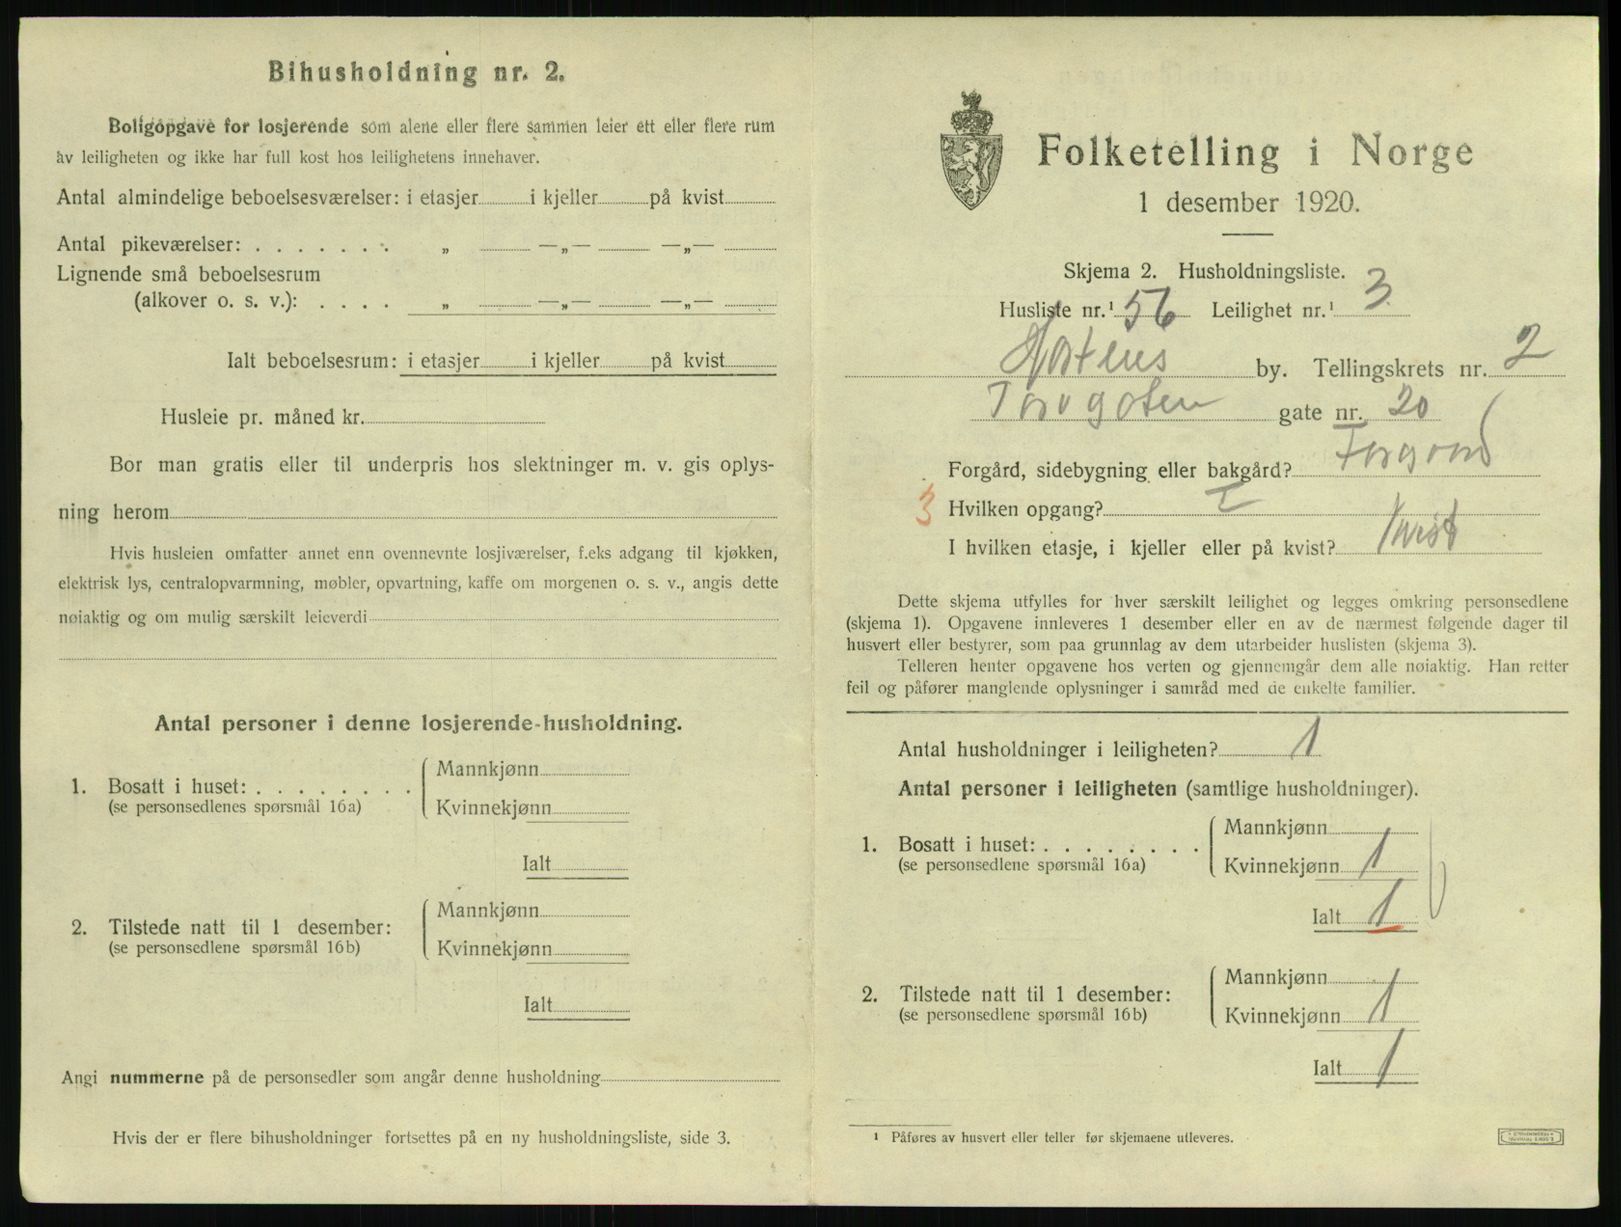 Bihusholdning nr. 2.
Boligopgave for losjerende som alene eller flere sammen leier ett eller flere rum
av leiligheten og ikke har full kost hos leilighetens innehaver.
Antal almindelige beboelsesværelser: i etasjer i kjeller på kvist
Antal pikeværelser: . . . . . . . „ —„— —„—
Lignende små beboelsesrum
(alkover o. s. v.): . . . . „ —„— —„—
Ialt beboelsesrum: i etasjer i kjeller på kvist
Husleie pr. måned kr.
Bor man gratis eller til underpris hos slektninger m. v. gis oplys-
ning herom
Hvis husleien omfatter annet enn ovennevnte losjiværelser, f.eks adgang til kjøkken,
elektrisk lys, centralopvarmning, møbler, opvartning, kaffe om morgenen o. s. v., angis dette
nøiaktig og om mulig særskilt leieverdi
Antal personer i denne losjerende-husholdning.
1. Bosatt i huset: . . . . . . . .
(se personsedlenes spørsmål 16a)
Mannkjønn
Kvinnekjønn
Ialt
2. Tilstede natt til 1 desember:
(se personsedlene spørsmål 16b)
Mannkjønn
Kvinnekjønn
Ialt
Angi nummerne på de personsedler som angår denne husholdning
Hvis der er flere bihusholdninger fortsettes på en ny husholdningsliste, side 3.
Folketelling i Norge
1 desember 1920.
Skjema 2. Husholdningsliste.
Husliste nr.¹ 56 Leilighet nr.¹ 3
Hortens by. Tellingskrets nr. 2
Torvgaten gate nr. 20
Forgård, sidebygning eller bakgård? Forgaard
3 Hvilken opgang? I
I hvilken etasje, i kjeller eller på kvist? Kvist
Dette skjema utfylles for hver særskilt leilighet og legges omkring personsedlene
(skjema 1). Opgavene innleveres 1 desember eller en av de nærmest følgende dager til
husvert eller bestyrer, som paa grunnlag av dem utarbeider huslisten (skjema 3).
Telleren henter opgavene hos verten og gjennemgår dem alle nøiaktig. Han retter
feil og påfører manglende oplysninger i samråd med de enkelte familier.
Antal husholdninger i leiligheten? 1
Antal personer i leiligheten (samtlige husholdninger).
1. Bosatt i huset: . . . . . . . .
(se personsedlene spørsmål 16a)
Mannkjønn
Kvinnekjønn 1
Ialt 1
2. Tilstede natt til 1 desember:
(se personsedlene spørsmål 16b)
Mannkjønn
Kvinnekjønn 1
Ialt 1
¹ Påføres av husvert eller teller før skjemaene utleveres.